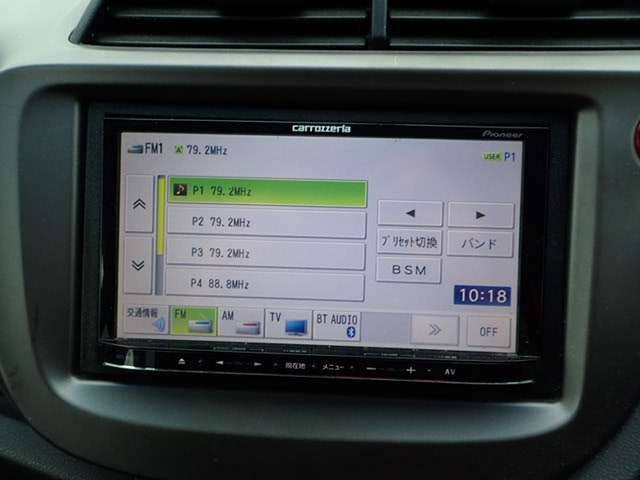 carrozzeria
Pioneer
FM1 79.2MHz
USER P1
P1 79.2MHz
P2 79.2MHz
P3 79.2MHz
P4 88.8MHz
プリセット切換 バンド
BSM
10:18
交通情報 FM AM TV BT AUDIO
OFF
現在地 メニュー − + AV